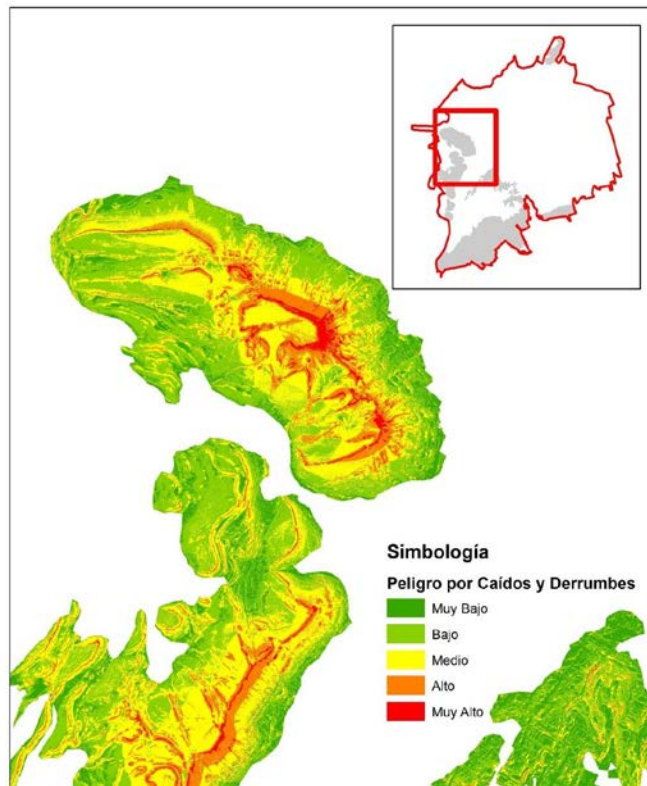 Simbología
Peligro por Caídos y Derrumbes
Muy Bajo
Bajo
Medio
Alto
Muy Alto